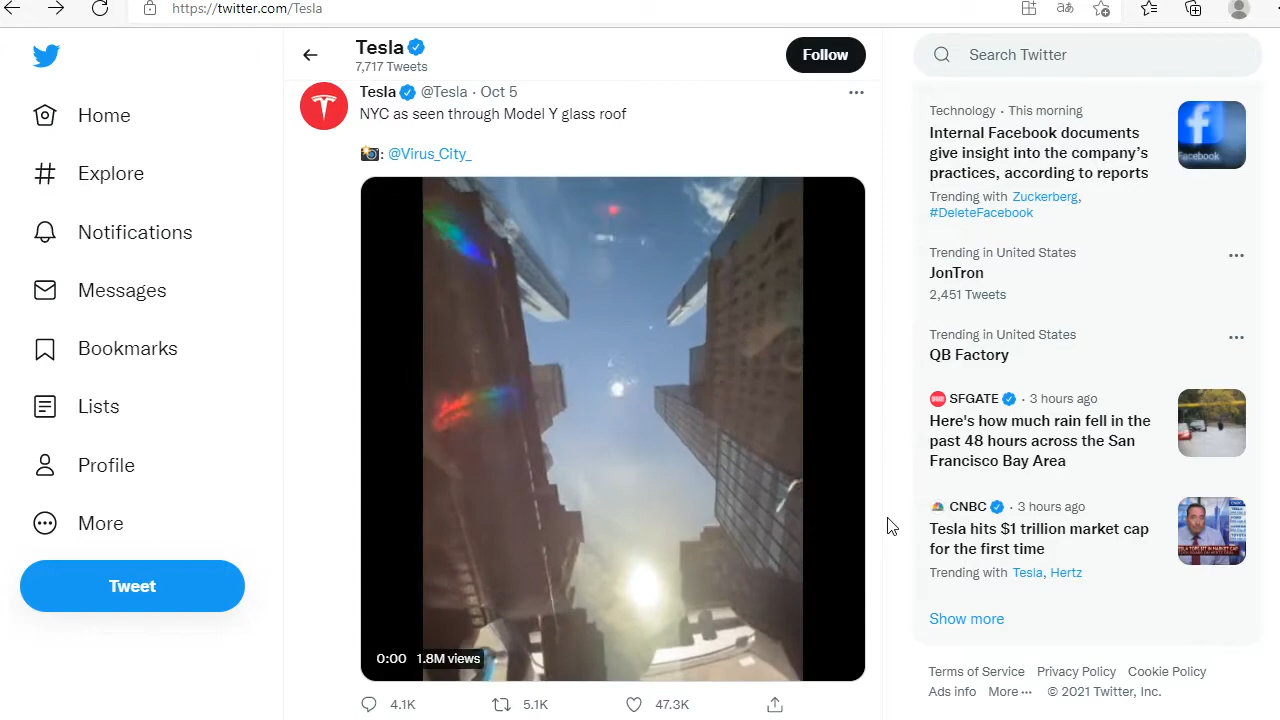 https://twitter.com/Tesla
Home
Explore
Notifications
Messages
Bookmarks
Lists
Profile
More
Tweet
Tesla
7,717 Tweets
Follow
Tesla @Tesla · Oct 5
NYC as seen through Model Y glass roof
📸: @Virus_City_
0:00 1.8M views
4.1K 5.1K 47.3K
Search Twitter
Technology · This morning
Internal Facebook documents
give insight into the company's
practices, according to reports
Trending with Zuckerberg,
#DeleteFacebook
facebook
Trending in United States
JonTron
2,451 Tweets
Trending in United States
QB Factory
SFGATE · 3 hours ago
Here's how much rain fell in the
past 48 hours across the San
Francisco Bay Area
CNBC · 3 hours ago
Tesla hits $1 trillion market cap
for the first time
Trending with Tesla, Hertz
Show more
Terms of Service Privacy Policy Cookie Policy
Ads info More ··· © 2021 Twitter, Inc.